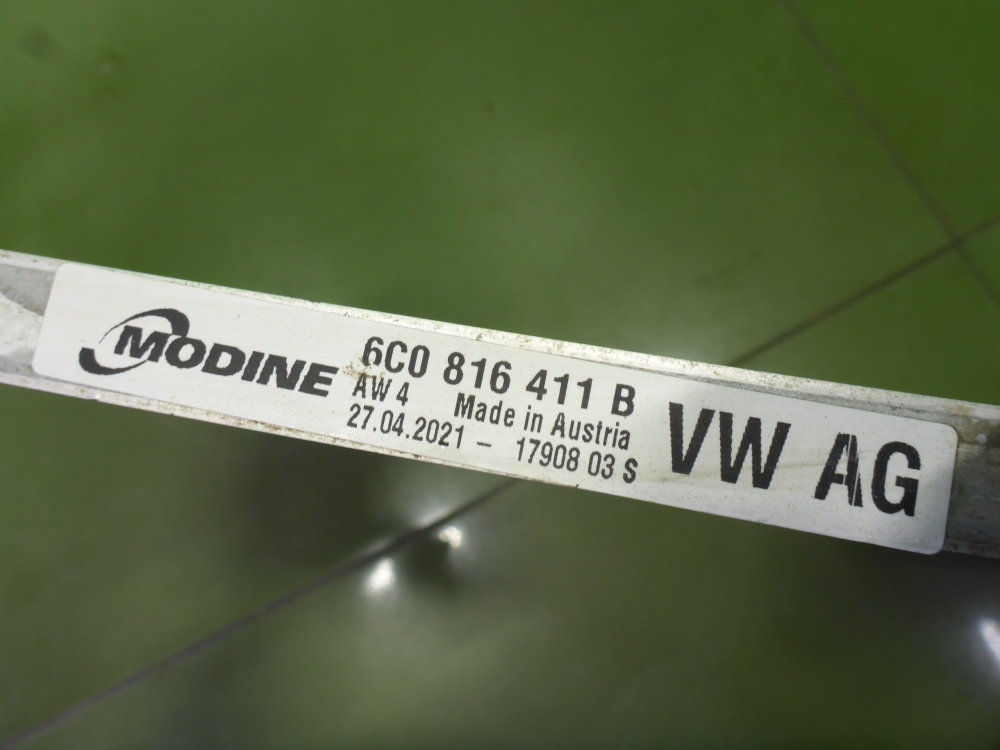 MODINE
6C0 816 411 B
AW 4 Made in Austria
27.04.2021 - 17908 03 S
VW AG